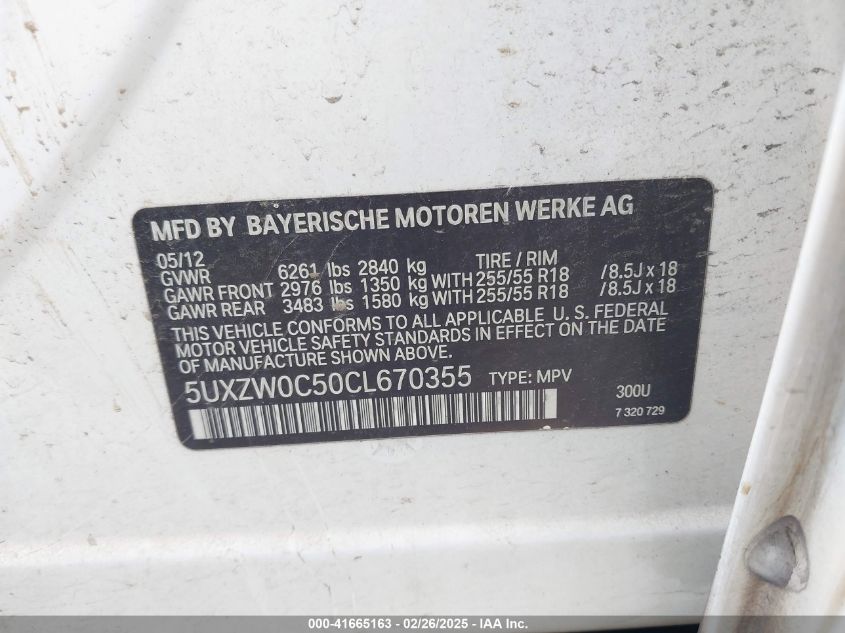 MFD BY BAYERISCHE MOTOREN WERKE AG
05/12
GVWR 6261 lbs 2840 kg TIRE / RIM
GAWR FRONT 2976 lbs 1350 kg WITH 255/55 R18 /8.5J x 18
GAWR REAR 3483 lbs 1580 kg WITH 255/55 R18 /8.5J x 18
THIS VEHICLE CONFORMS TO ALL APPLICABLE U. S. FEDERAL
MOTOR VEHICLE SAFETY STANDARDS IN EFFECT ON THE DATE
OF MANUFACTURE SHOWN ABOVE.
5UXZW0C50CL670355 TYPE: MPV 300U
7 320 729
000-41665163 - 02/26/2025 - IAA Inc.